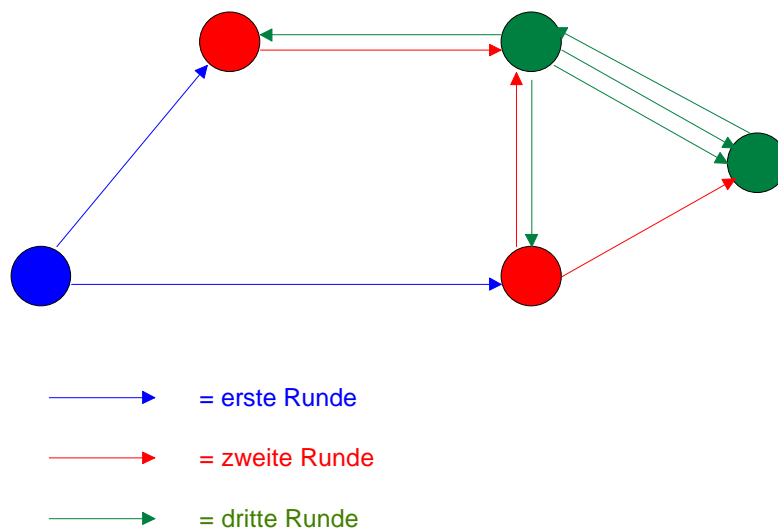 = erste Runde
= zweite Runde
= dritte Runde